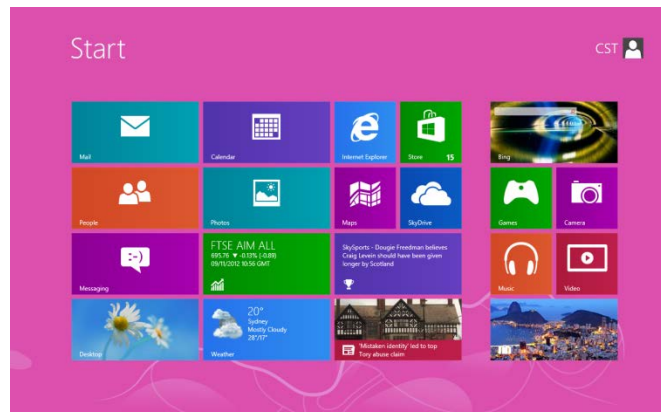 Start
CST
Mail
Calendar
Internet Explorer
Store 15
Bing
People
Photos
Maps
SkyDrive
Games
Camera
Messaging
FTSE AIM ALL
695.76 ▼ -0.13% (-0.89)
09/11/2012 10:56 GMT
SkySports - Dougie Freedman believes
Craig Levein should have been given
longer by Scotland
Music
Video
Desktop
20°
Sydney
Mostly Cloudy
28°/17°
Weather
'Mistaken identity' led to top
Tory abuse claim